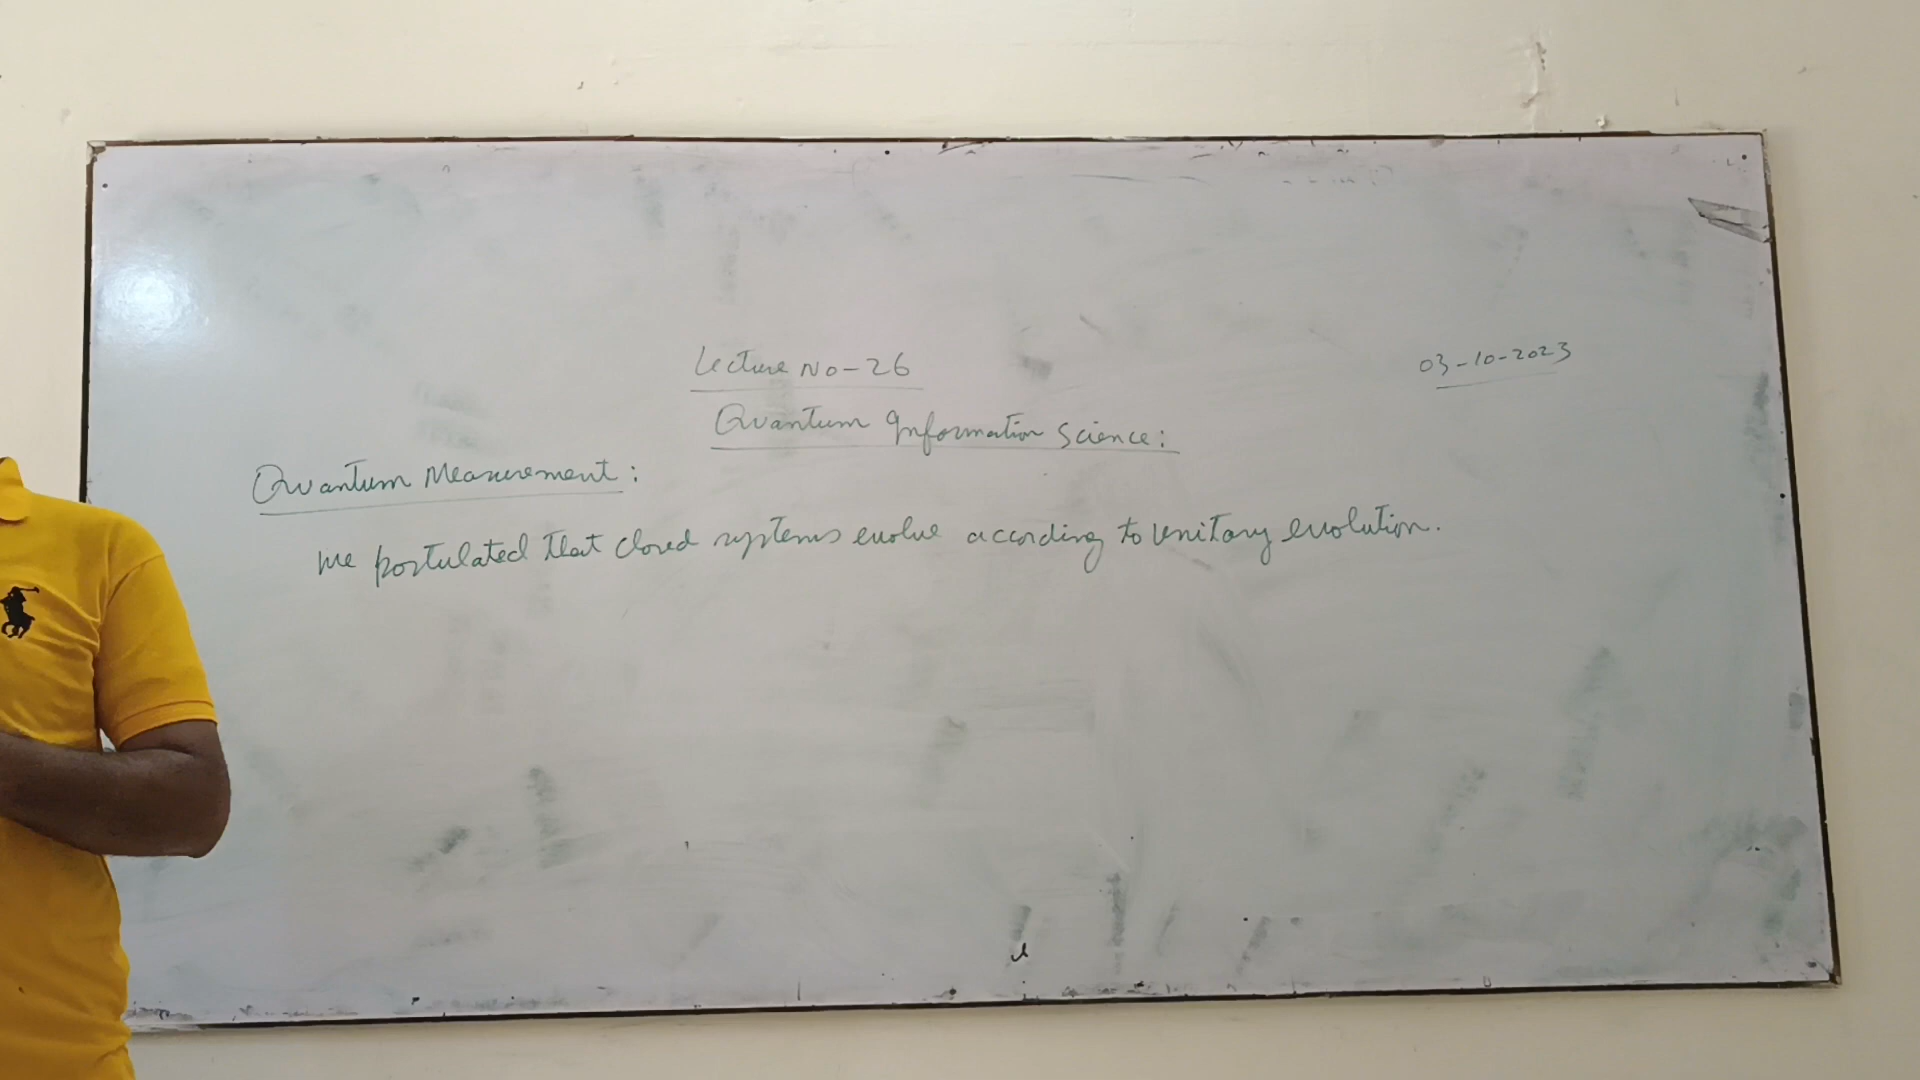 Lecture No-26
03-10-2023
Quantum Information Science:
Quantum Measurement:
We postulated that closed systems evolve according to unitary evolution.